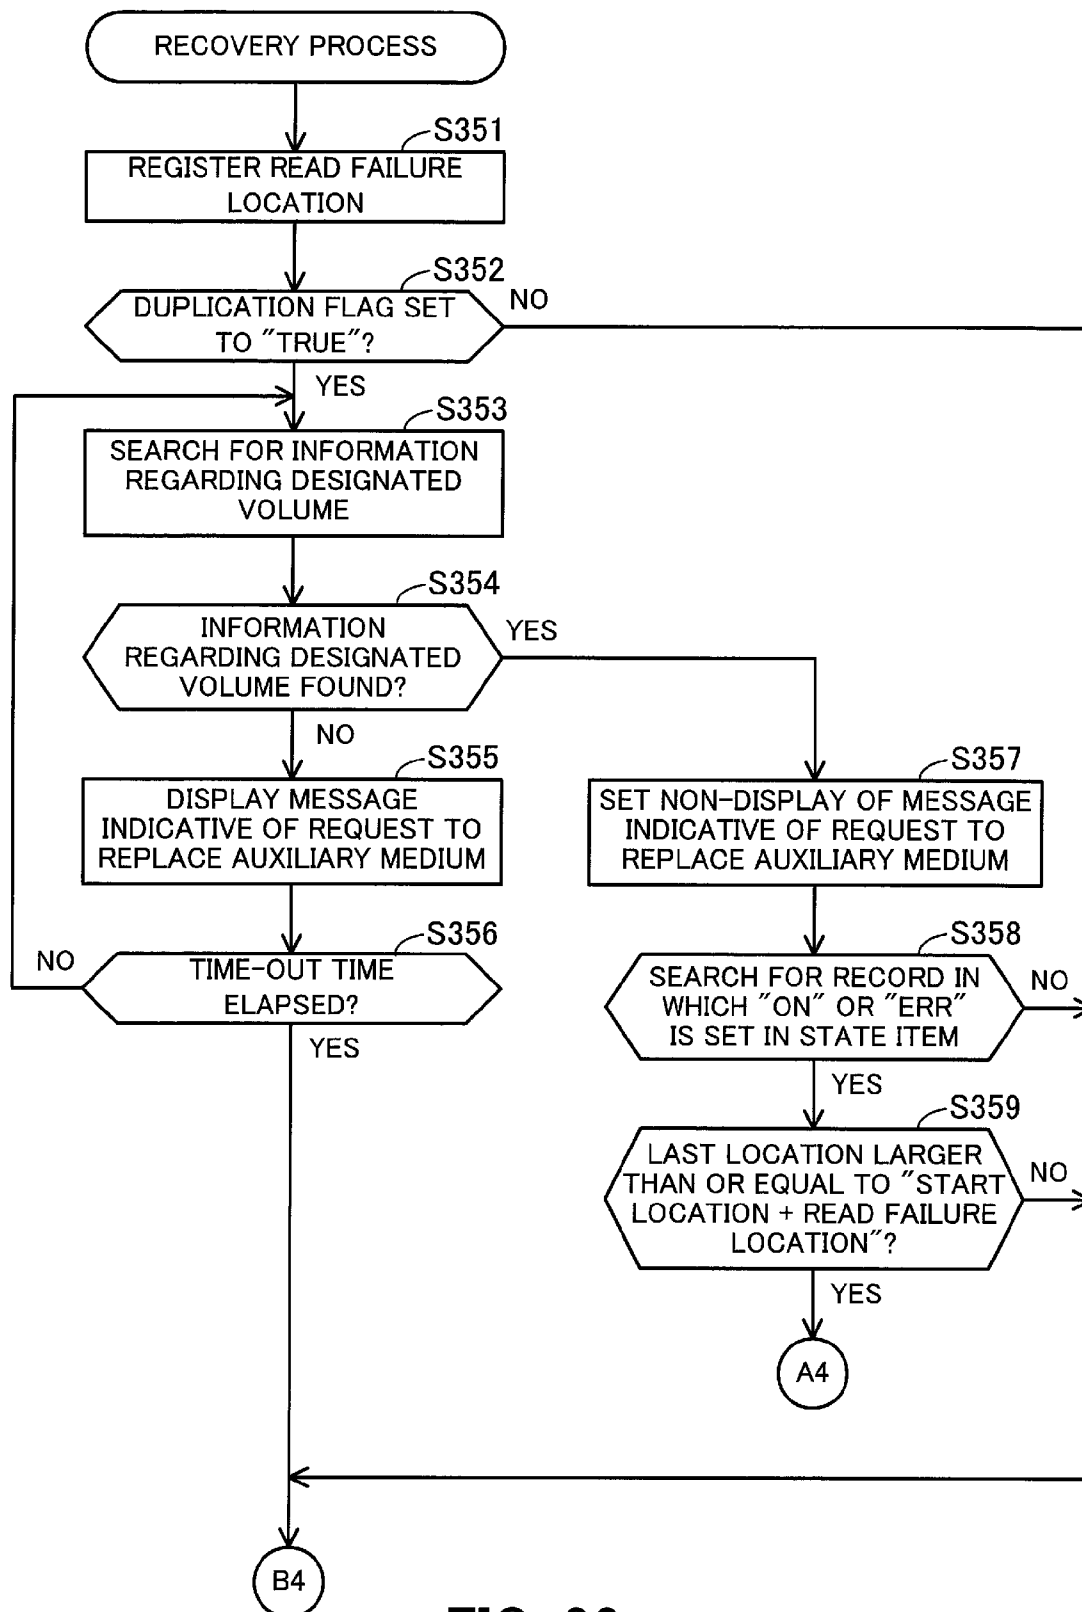 RECOVERY PROCESS
S351
REGISTER READ FAILURE
LOCATION
S352
DUPLICATION FLAG SET
TO "TRUE"?
NO
YES
S353
SEARCH FOR INFORMATION
REGARDING DESIGNATED
VOLUME
S354
INFORMATION
REGARDING DESIGNATED
VOLUME FOUND?
YES
NO
S355
DISPLAY MESSAGE
INDICATIVE OF REQUEST TO
REPLACE AUXILIARY MEDIUM
S357
SET NON-DISPLAY OF MESSAGE
INDICATIVE OF REQUEST TO
REPLACE AUXILIARY MEDIUM
S356
TIME-OUT TIME
ELAPSED?
NO
YES
S358
SEARCH FOR RECORD IN
WHICH "ON" OR "ERR"
IS SET IN STATE ITEM
NO
YES
S359
LAST LOCATION LARGER
THAN OR EQUAL TO "START
LOCATION + READ FAILURE
LOCATION"?
NO
YES
A4
B4